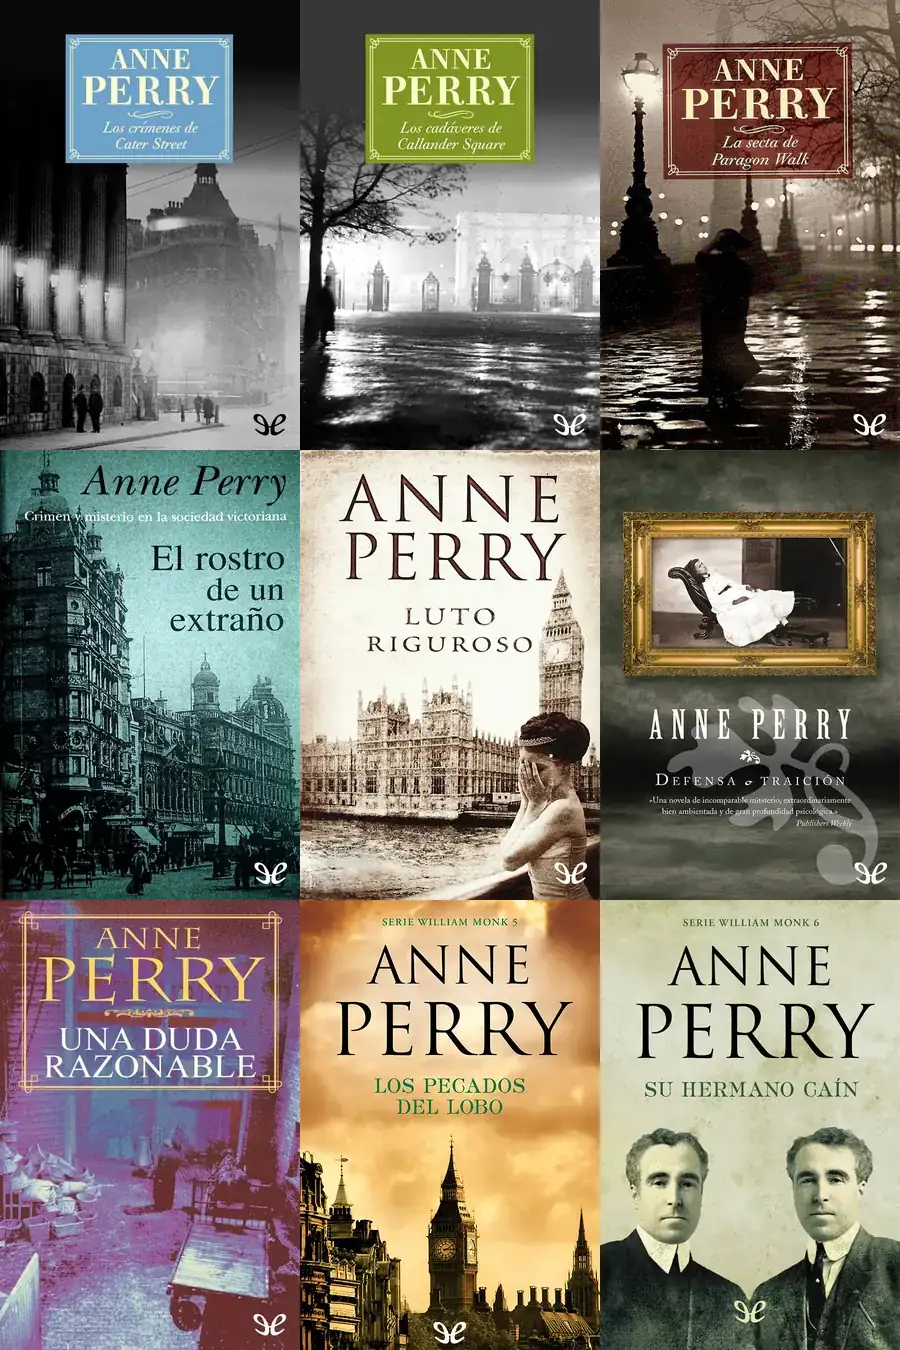 ANNE
PERRY
Los crímenes de
Cater Street
ANNE
PERRY
Los cadáveres de
Callander Square
ANNE
PERRY
La secta de
Paragon Walk
Anne Perry
Crimen y misterio en la sociedad victoriana
El rostro
de un
extraño
ANNE
PERRY
LUTO
RIGUROSO
ANNE PERRY
DEFENSA o TRAICIÓN
«Una novela de incomparable mitsterio, extraordinariamente
bien ambientada y de gran profundidad psicológica.»
Publishers Weekly
ANNE
PERRY
UNA DUDA
RAZONABLE
SERIE WILLIAM MONK 5
ANNE
PERRY
LOS PECADOS
DEL LOBO
SERIE WILLIAM MONK 6
ANNE
PERRY
SU HERMANO CAÍN